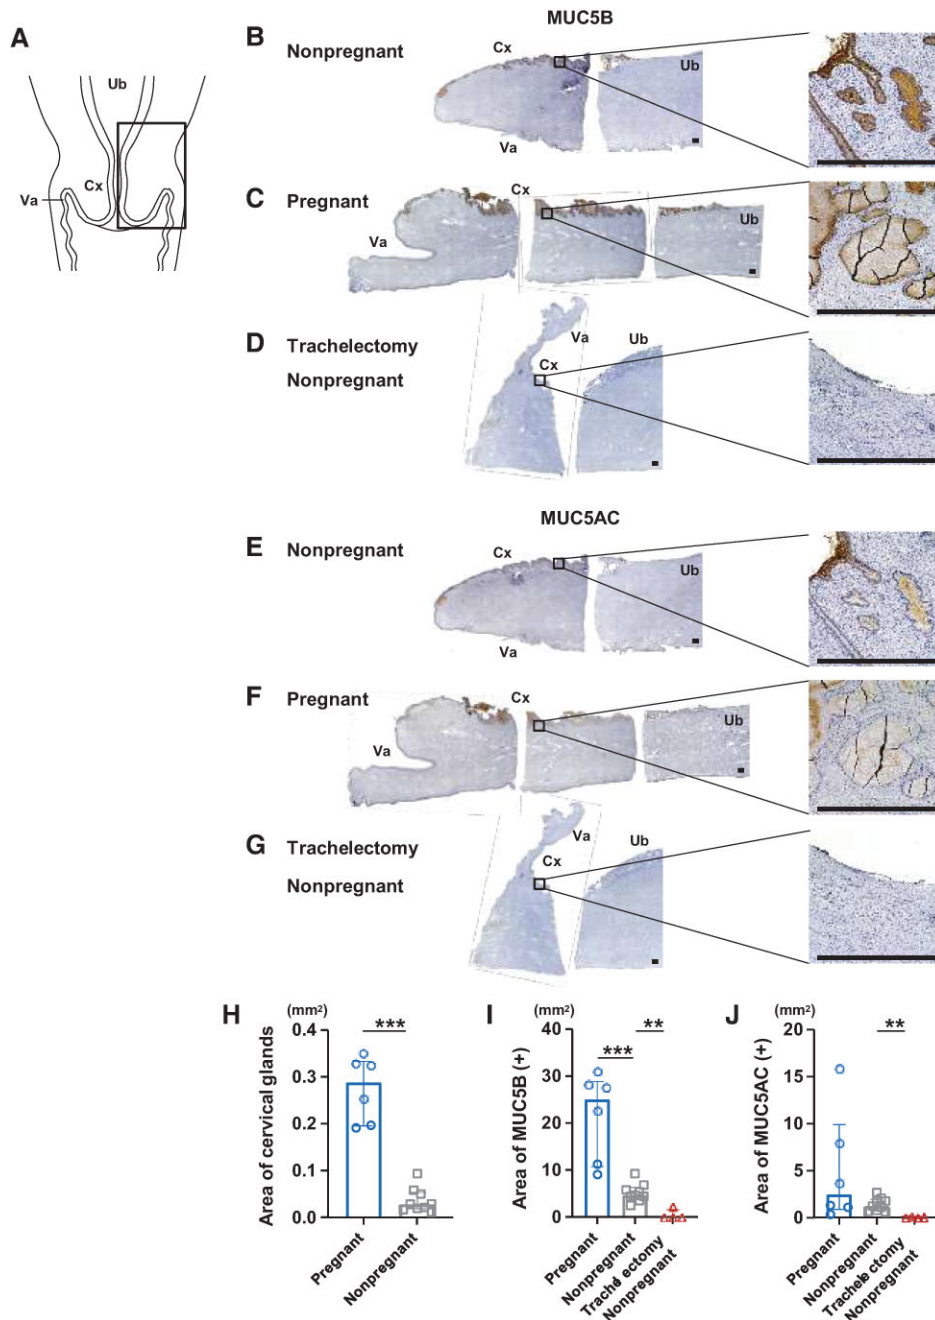 MUC5B
A
Ub
Cx
Va
B
Nonpregnant
Cx
Ub
Va
C
Pregnant
Cx
Va
Ub
D
Trachelectomy
Nonpregnant
Va
Cx
Ub
MUC5AC
E
Nonpregnant
Cx
Ub
Va
F
Pregnant
Cx
Va
Ub
G
Trachelectomy
Nonpregnant
Va
Cx
Ub
H
(mm²)
Area of cervical glands
0.4
0.3
0.2
0.1
0.0
***
Pregnant
Nonpregnant
I
(mm²)
Area of MUC5B (+)
40
30
20
10
0
***
**
Pregnant
Nonpregnant
Trachelectomy
Nonpregnant
J
(mm²)
Area of MUC5AC (+)
20
15
10
5
0
**
Pregnant
Nonpregnant
Trachelectomy
Nonpregnant